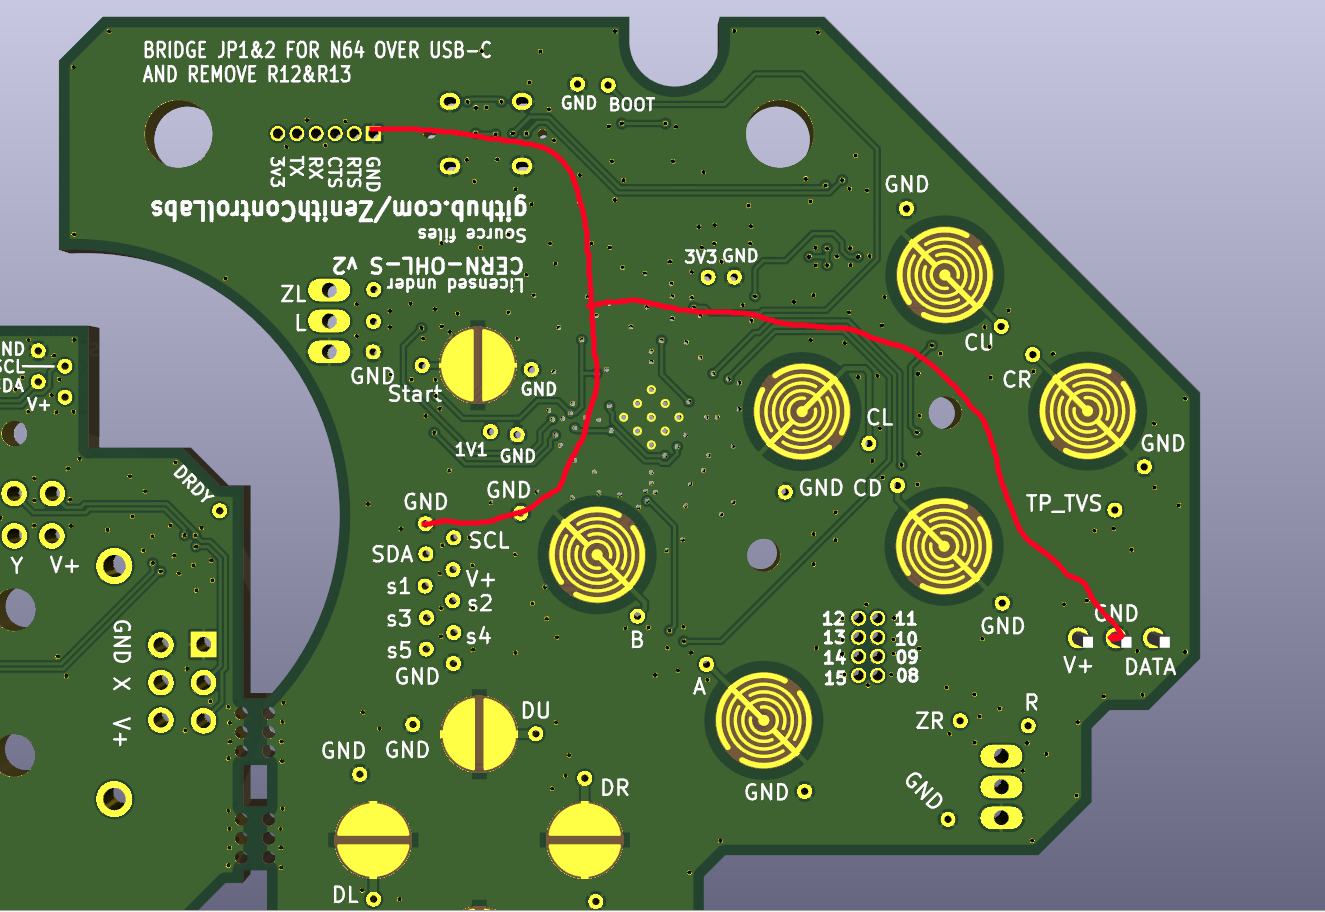 BRIDGE JP1&2 FOR N64 OVER USB-C
AND REMOVE R12&R13
GND
BOOT
3V3
TX
RX
CTS
RTS
GND
github.com/ZenithControlLabs
Source files
CERN-OHL-S v2
Licensed under
GND
3V3 GND
ZL
L
GND
Start
GND
CU
CR
CL
GND
1V1
GND
SCL
V+
DRDY
GND
GND
GND CD
TP_TVS
SDA
SCL
s1
V+
s3
s2
s5
s4
GND
B
Y
V+
GND
X
V+
12
11
13
10
14
09
15
08
GND
GND
V+
DATA
A
DU
GND
GND
DR
ZR
R
GND
GND
DL